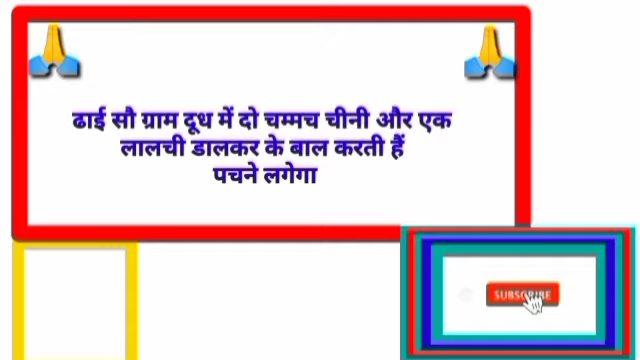 ढाई सौ ग्राम दूध में दो चम्मच चीनी और एक
लालची डालकर के बाल करती हैं
पचने लगेगा
SUBSCRIBE